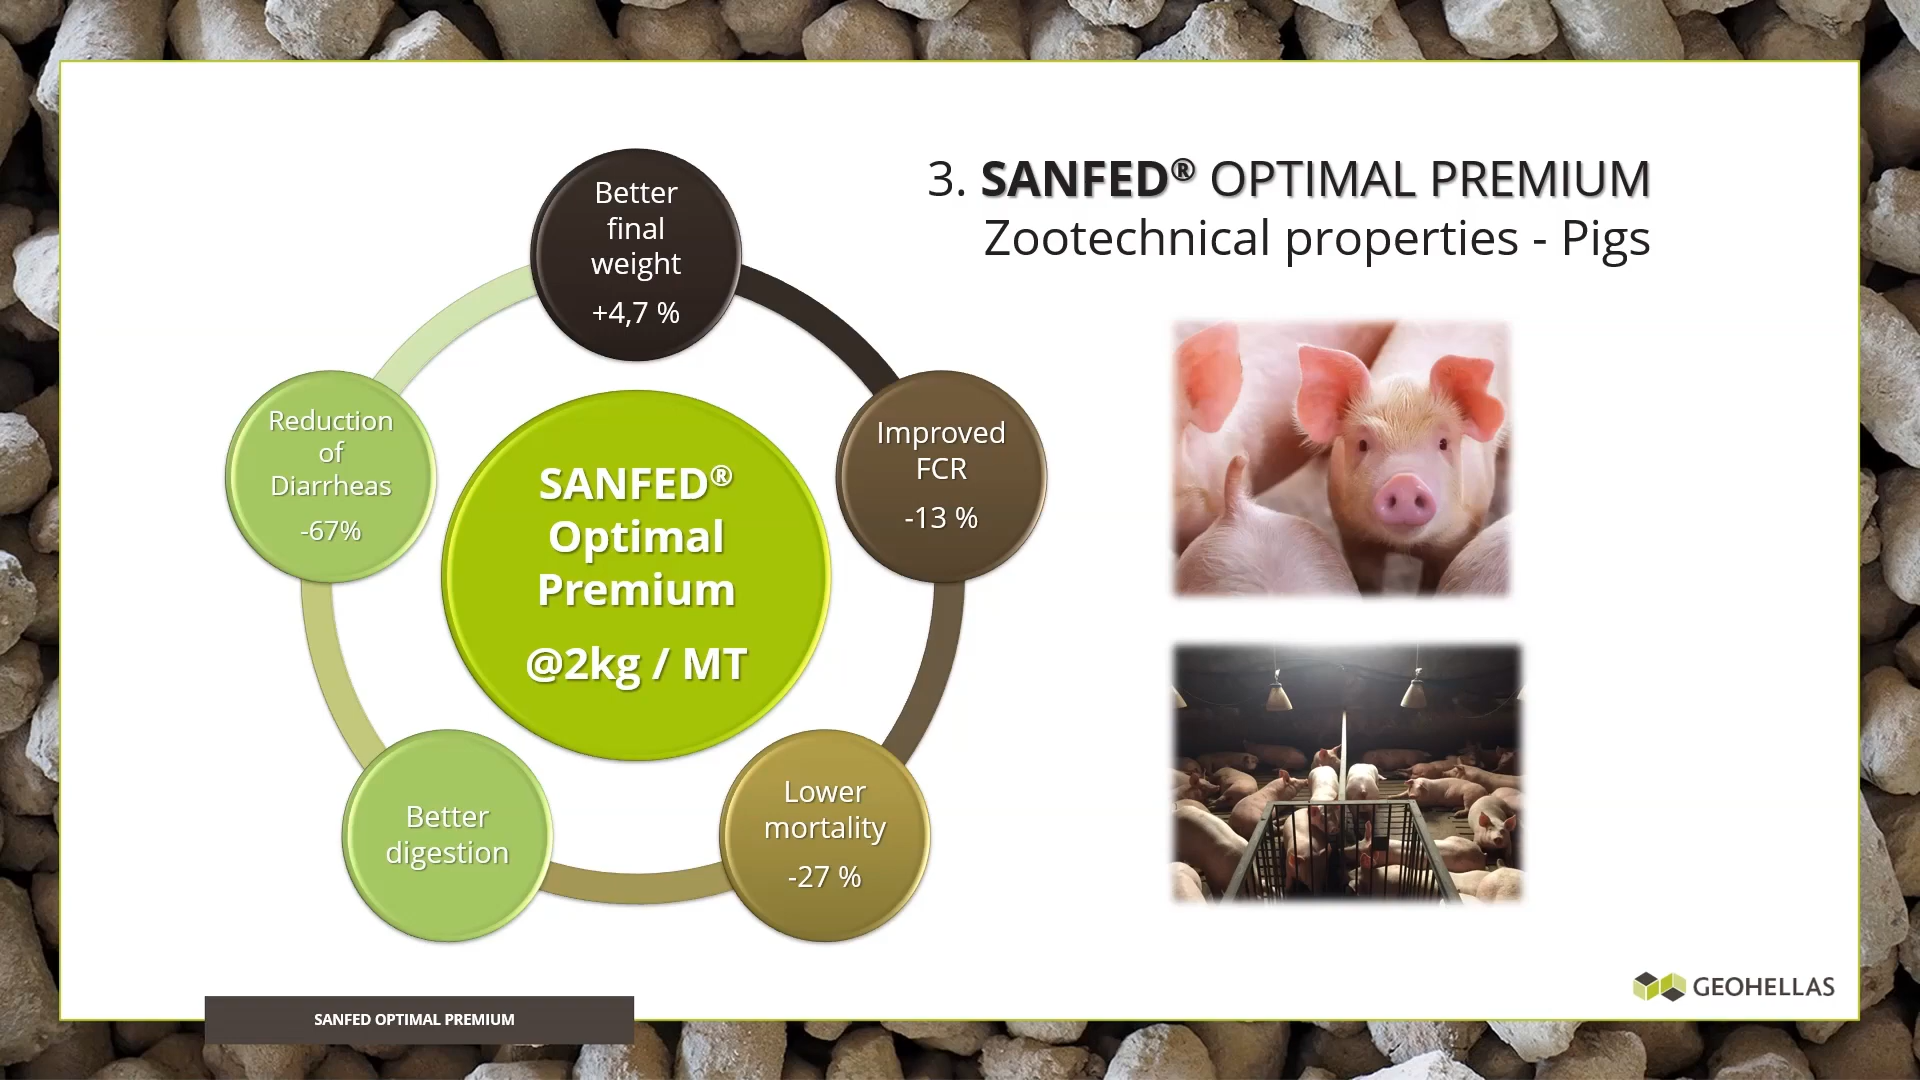 3. SANFED® OPTIMAL PREMIUM
Zootechnical properties - Pigs
Better
final
weight
+4,7 %
Improved
FCR
-13 %
Lower
mortality
-27 %
Better
digestion
Reduction
of
Diarrheas
-67%
SANFED®
Optimal
Premium
@2kg / MT
GEOHELLAS
SANFED OPTIMAL PREMIUM